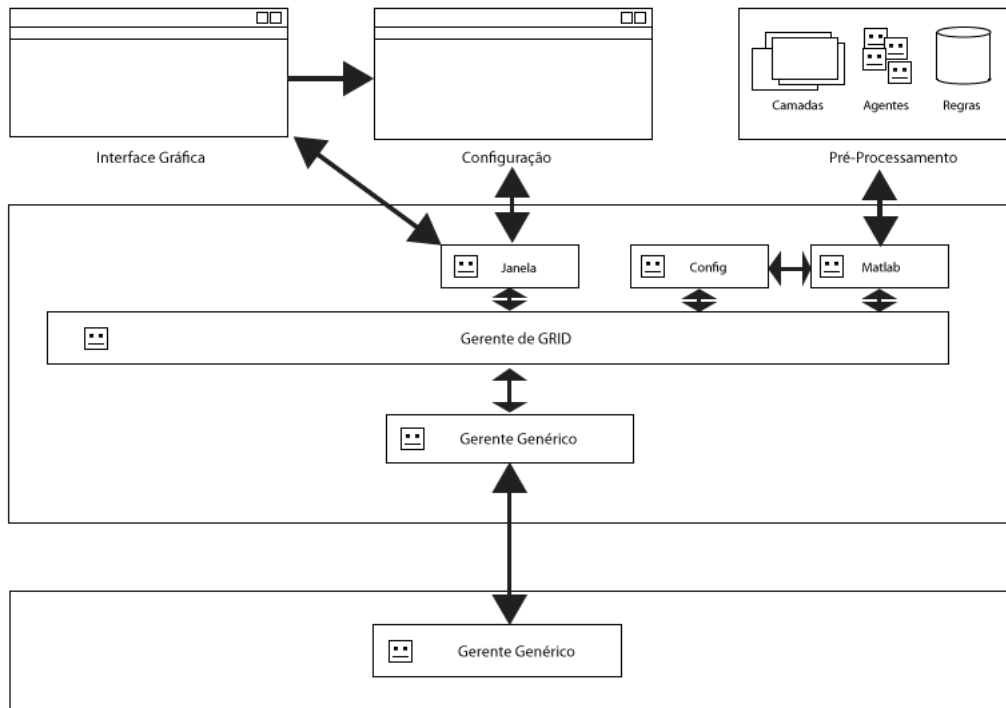 Camadas
Agentes
Regras
Interface Gráfica
Configuração
Pré-Processamento
Janela
Config
Matlab
Gerente de GRID
Gerente Genérico
Gerente Genérico